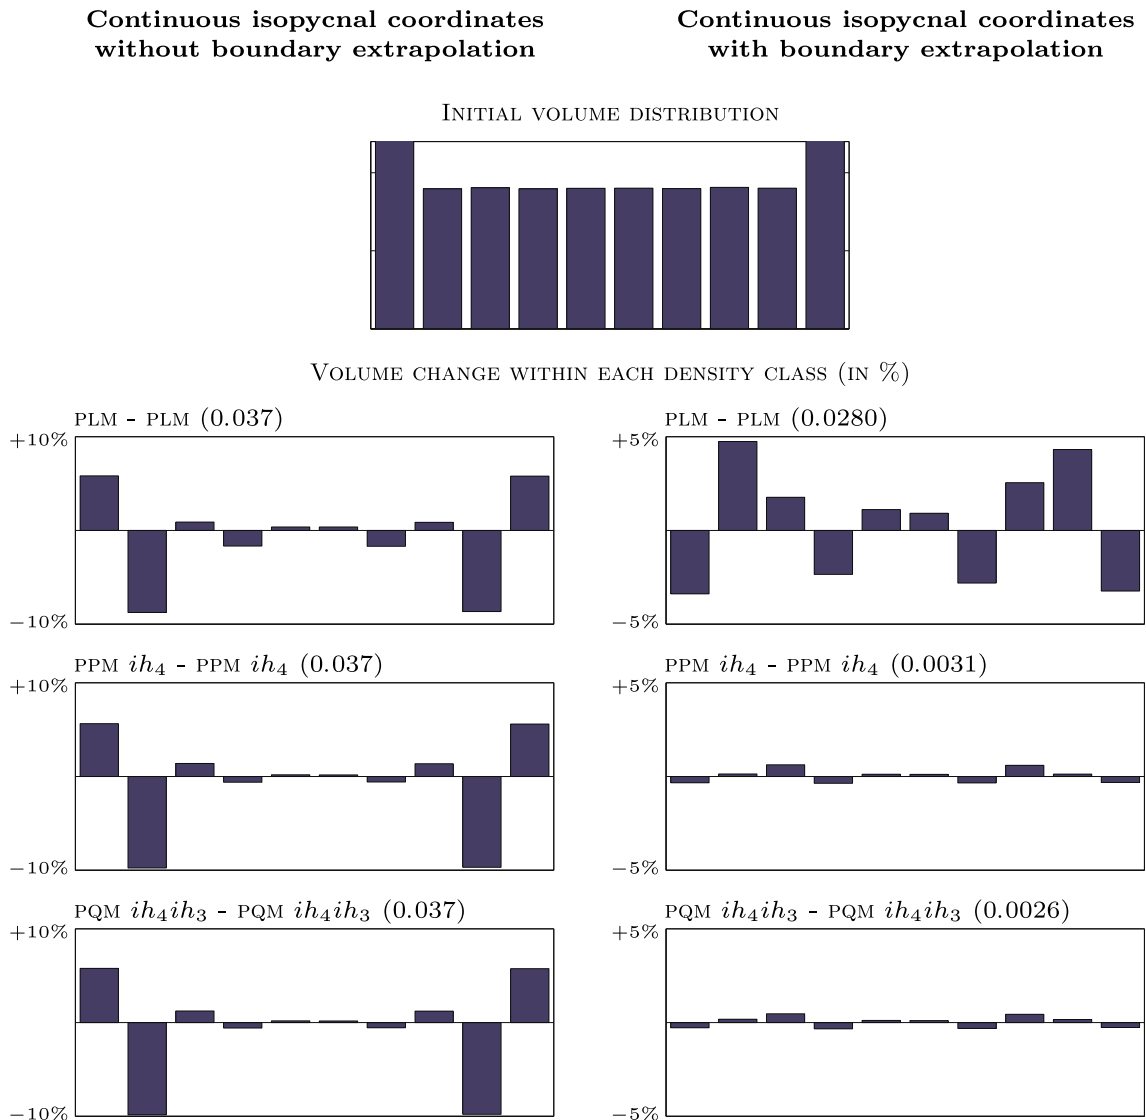 Continuous isopycnal coordinates
without boundary extrapolation
Continuous isopycnal coordinates
with boundary extrapolation
Initial volume distribution
Volume change within each density class (in %)
plm - plm (0.037)
+10%
−10%
plm - plm (0.0280)
+5%
−5%
ppm ih₄ - ppm ih₄ (0.037)
+10%
−10%
ppm ih₄ - ppm ih₄ (0.0031)
+5%
−5%
pqm ih₄ih₃ - pqm ih₄ih₃ (0.037)
+10%
−10%
pqm ih₄ih₃ - pqm ih₄ih₃ (0.0026)
+5%
−5%